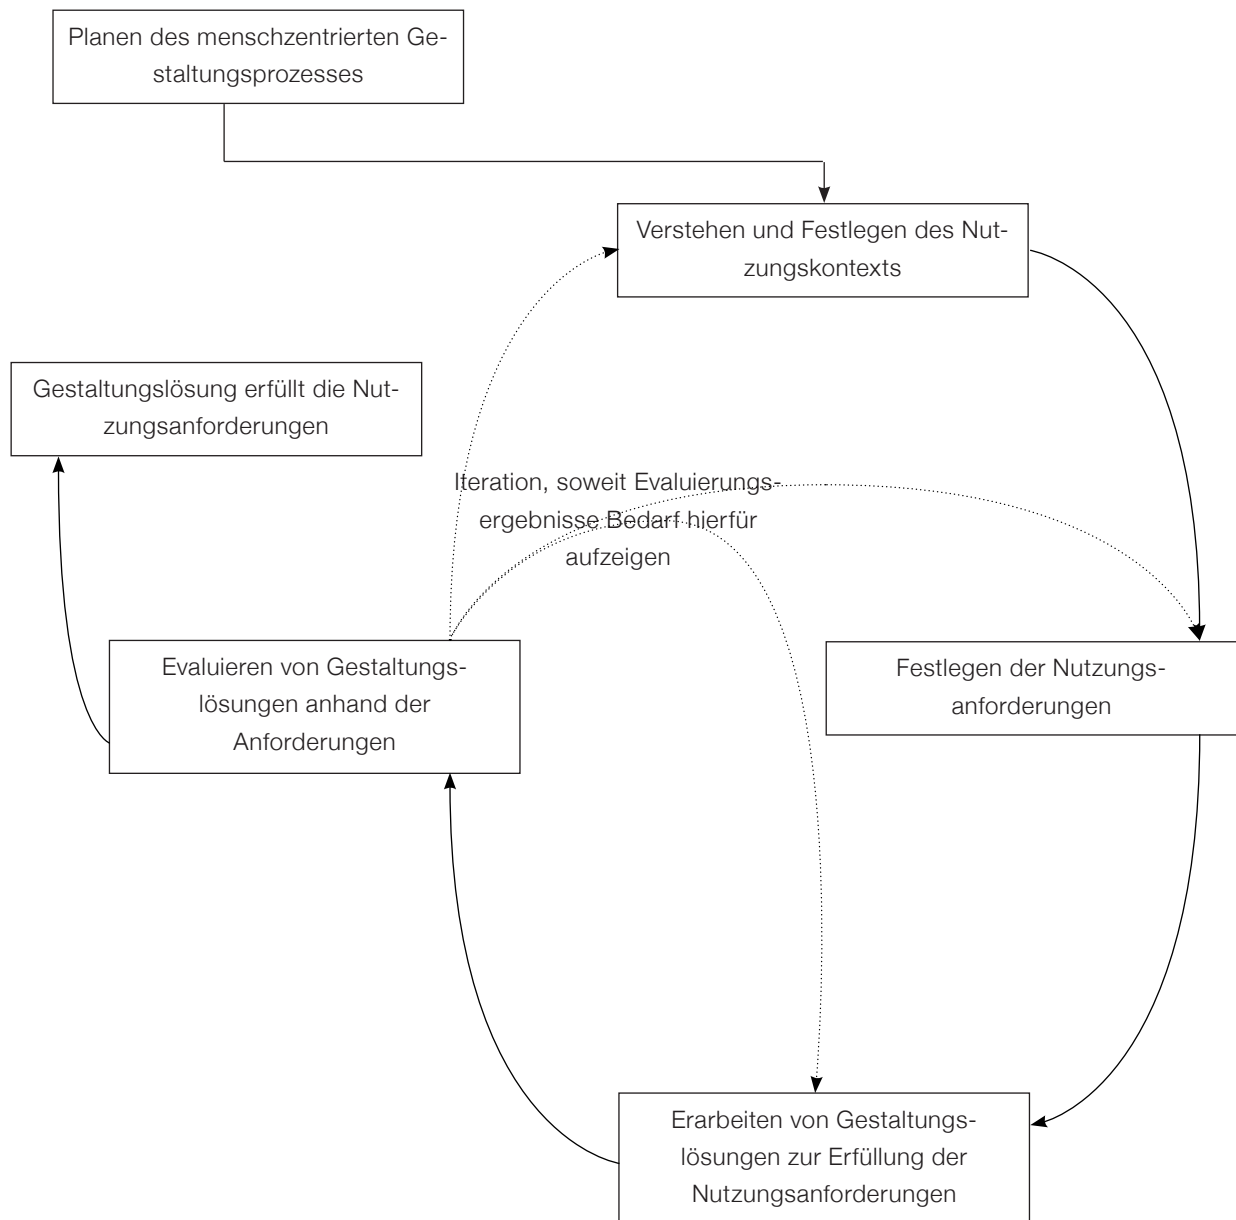 Planen des menschzentrierten Ge-
staltungsprozesses
Verstehen und Festlegen des Nut-
zungskontexts
Gestaltungslösung erfüllt die Nut-
zungsanforderungen
Iteration, soweit Evaluierungs-
ergebnisse Bedarf hierfür
aufzeigen
Evaluieren von Gestaltungs-
lösungen anhand der
Anforderungen
Festlegen der Nutzungs-
anforderungen
Erarbeiten von Gestaltungs-
lösungen zur Erfüllung der
Nutzungsanforderungen